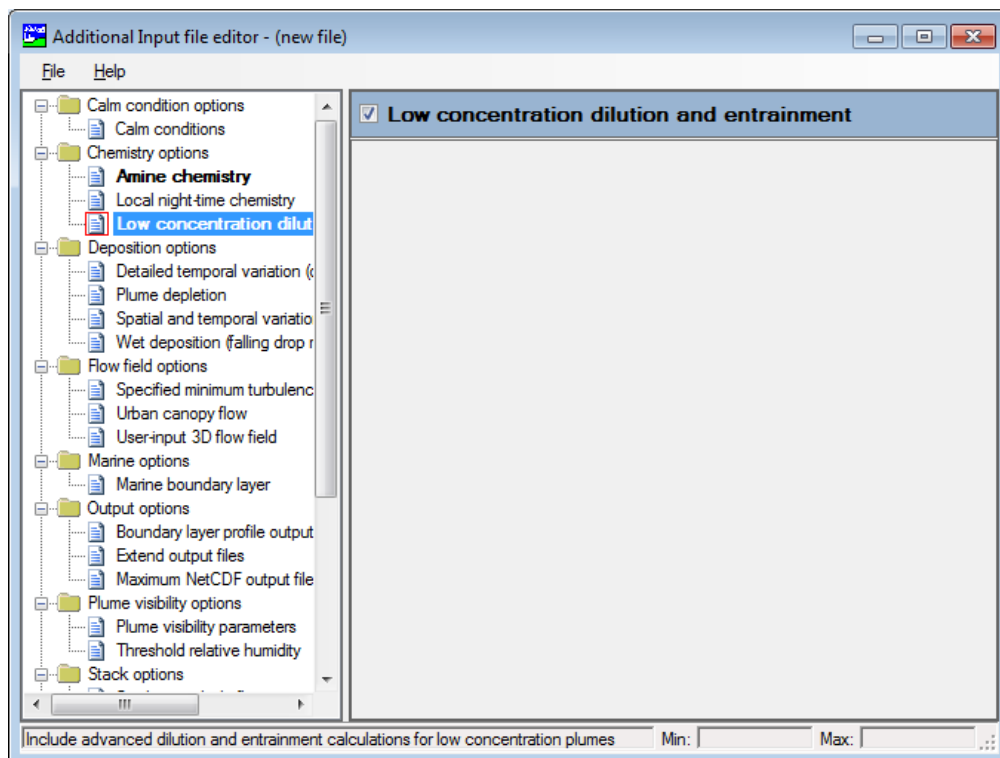 Additional Input file editor - (new file)
File Help
Calm condition options
Calm conditions
Chemistry options
Amine chemistry
Local night-time chemistry
Low concentration dilut
Deposition options
Detailed temporal variation (
Plume depletion
Spatial and temporal variatio
Wet deposition (falling drop
Flow field options
Specified minimum turbulenc
Urban canopy flow
User-input 3D flow field
Marine options
Marine boundary layer
Output options
Boundary layer profile output
Extend output files
Maximum NetCDF output file
Plume visibility options
Plume visibility parameters
Threshold relative humidity
Stack options
Low concentration dilution and entrainment
Include advanced dilution and entrainment calculations for low concentration plumes Min: Max: